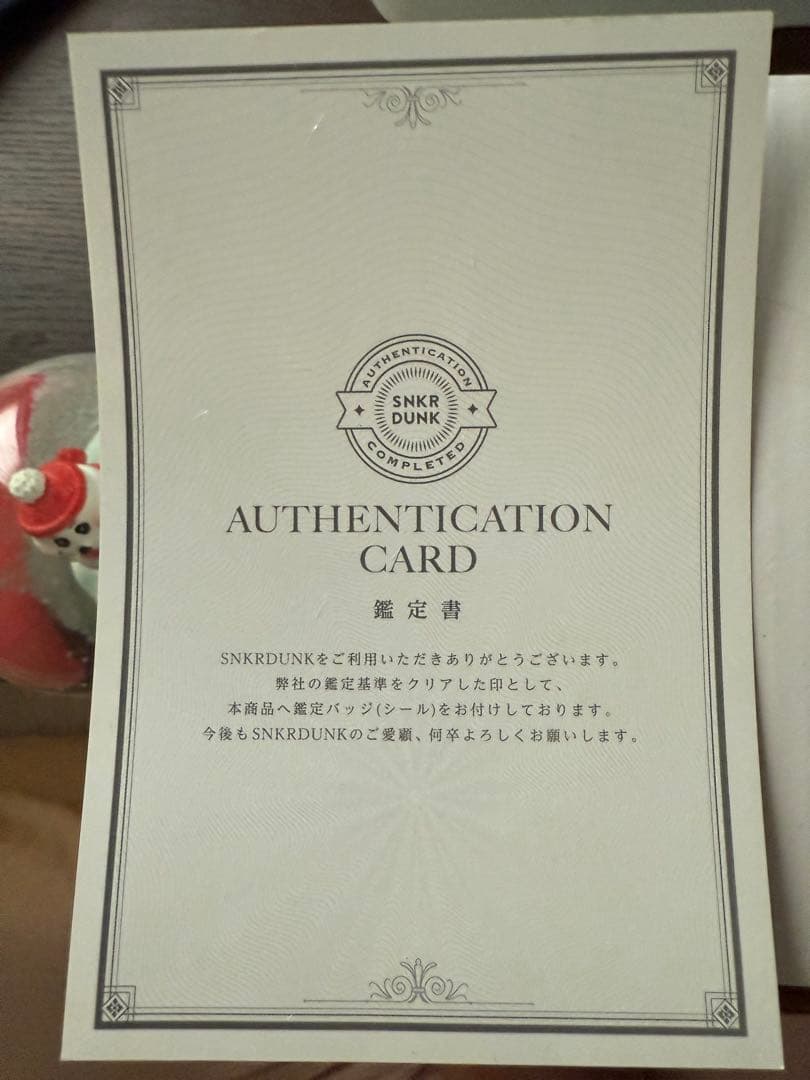 AUTHENTICATION
SNKR
DUNK
COMPLETED
AUTHENTICATION
CARD
鑑定書
SNKRDUNKをご利用いただきありがとうございます。
弊社の鑑定基準をクリアした印として、
本商品へ鑑定バッジ(シール)をお付けしております。
今後もSNKRDUNKのご愛顧、何卒よろしくお願いします。